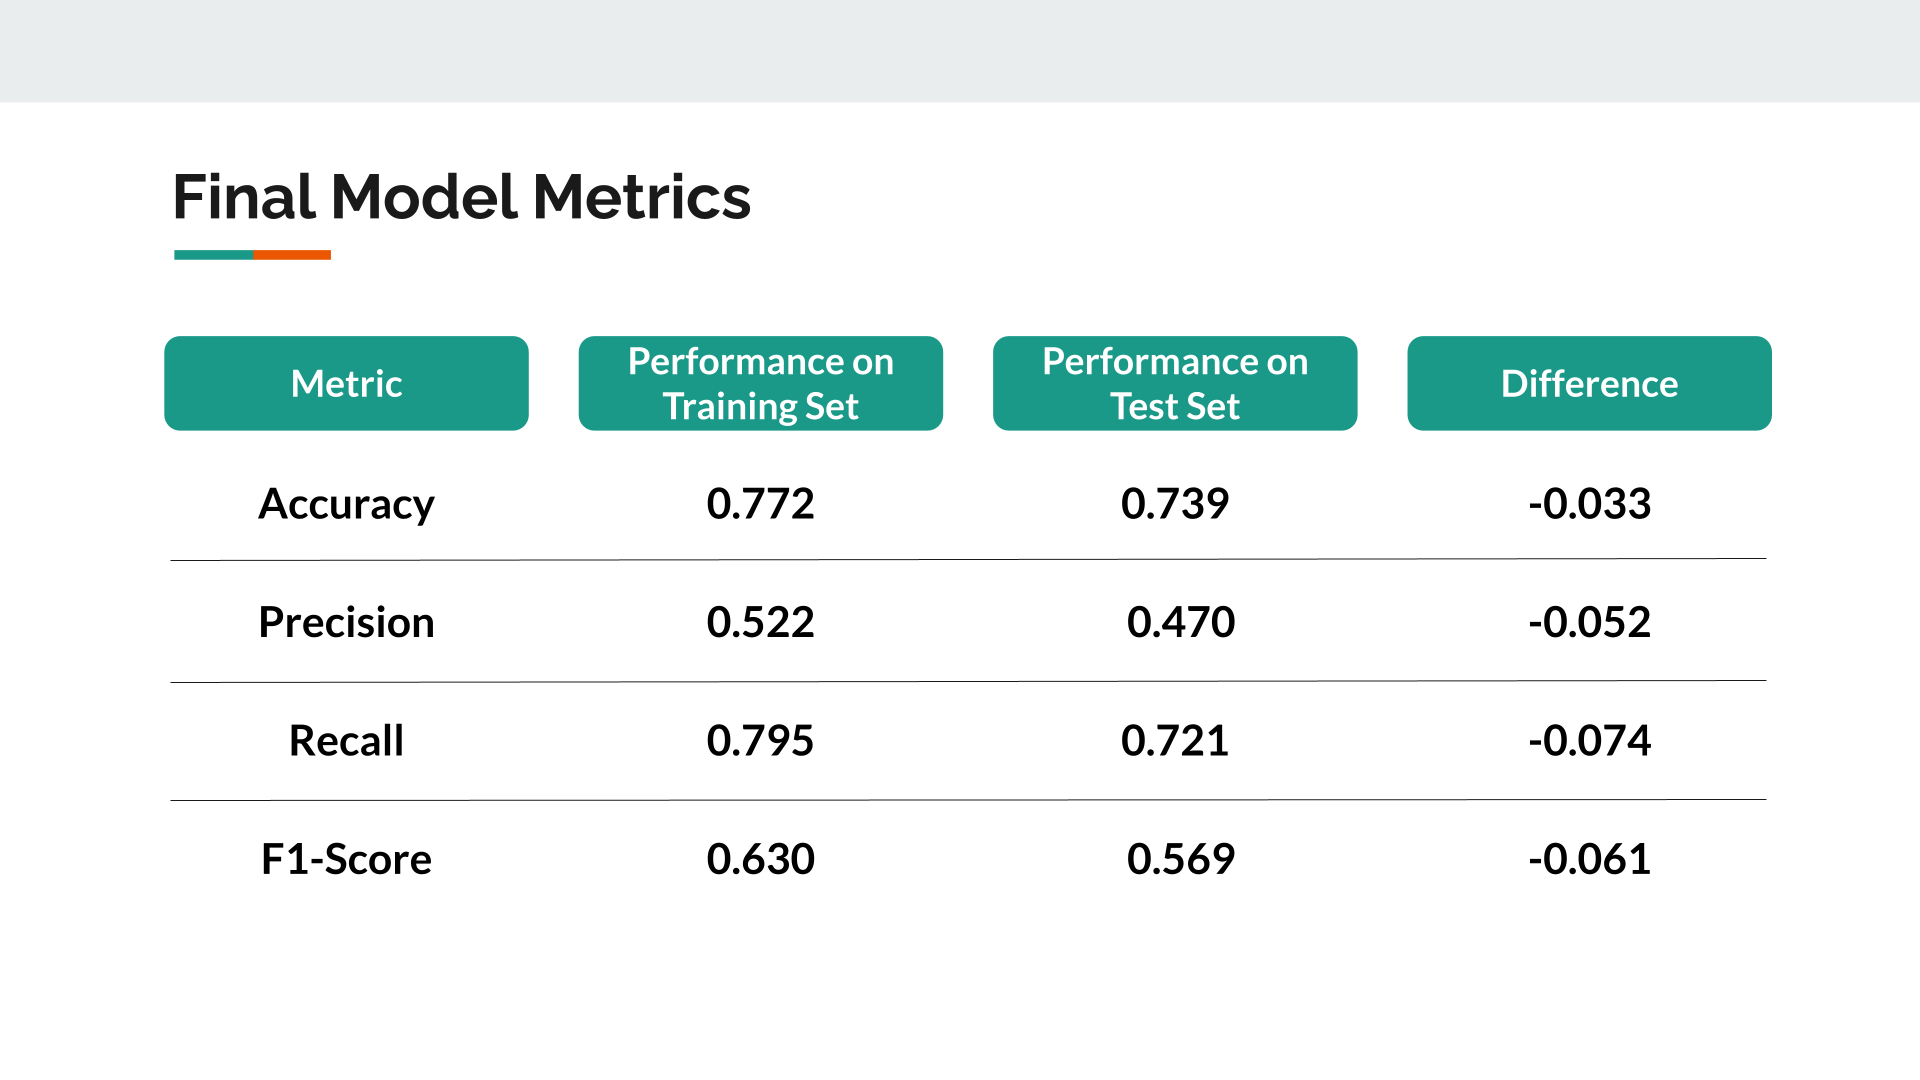 Final Model Metrics
Metric
Performance on
Training Set
Performance on
Test Set
Difference
Accuracy 0.772 0.739 -0.033
Precision 0.522 0.470 -0.052
Recall 0.795 0.721 -0.074
F1-Score 0.630 0.569 -0.061